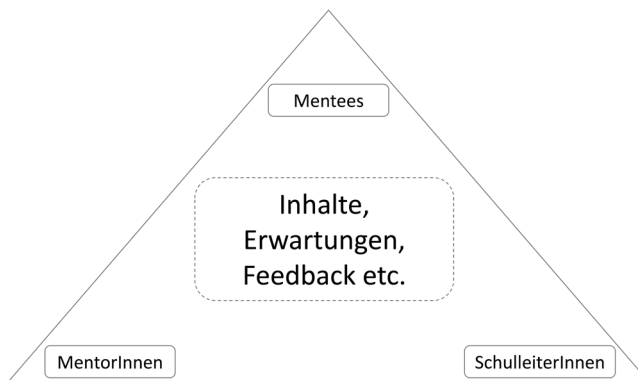 Mentees
Inhalte,
Erwartungen,
Feedback etc.
MentorInnen
SchulleiterInnen